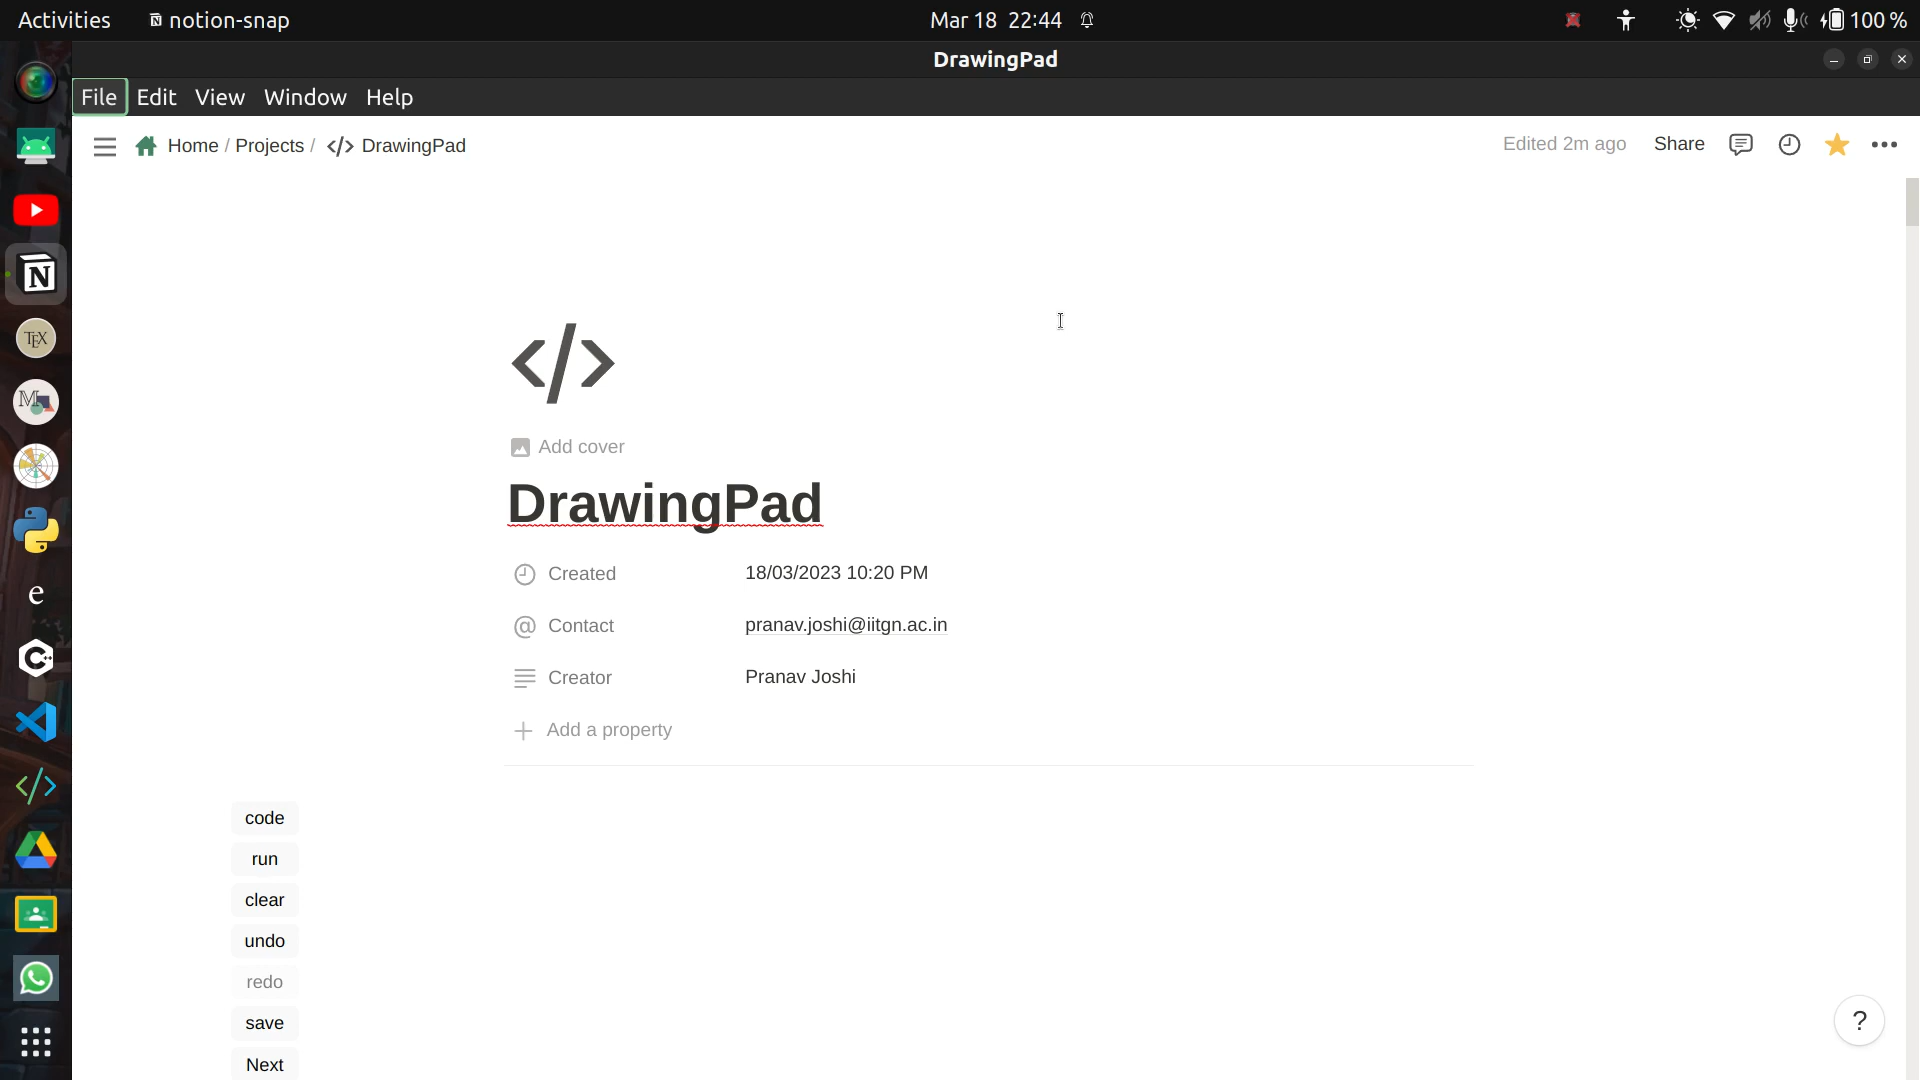 Activities notion-snap Mar 18 22:44 100 %
DrawingPad
File Edit View Window Help
Home / Projects / </> DrawingPad Edited 2m ago Share
</>
Add cover
DrawingPad
Created 18/03/2023 10:20 PM
@ Contact pranav.joshi@iitgn.ac.in
Creator Pranav Joshi
+ Add a property
code
run
clear
undo
redo
save
Next
?
N
TEX
M
e
C++
</>